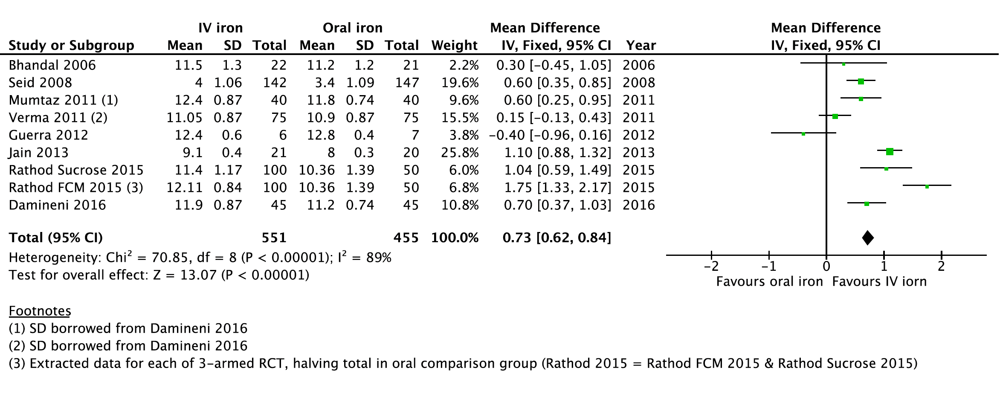 IV iron Oral iron Mean Difference Mean Difference
Study or Subgroup Mean SD Total Mean SD Total Weight IV, Fixed, 95% CI Year IV, Fixed, 95% CI
Bhandal 2006 11.5 1.3 22 11.2 1.2 21 2.2% 0.30 [−0.45, 1.05] 2006
Seid 2008 4 1.06 142 3.4 1.09 147 19.6% 0.60 [0.35, 0.85] 2008
Mumtaz 2011 (1) 12.4 0.87 40 11.8 0.74 40 9.6% 0.60 [0.25, 0.95] 2011
Verma 2011 (2) 11.05 0.87 75 10.9 0.87 75 15.5% 0.15 [−0.13, 0.43] 2011
Guerra 2012 12.4 0.6 6 12.8 0.4 7 3.8% −0.40 [−0.96, 0.16] 2012
Jain 2013 9.1 0.4 21 8 0.3 20 25.8% 1.10 [0.88, 1.32] 2013
Rathod Sucrose 2015 11.4 1.17 100 10.36 1.39 50 6.0% 1.04 [0.59, 1.49] 2015
Rathod FCM 2015 (3) 12.11 0.84 100 10.36 1.39 50 6.8% 1.75 [1.33, 2.17] 2015
Damineni 2016 11.9 0.87 45 11.2 0.74 45 10.8% 0.70 [0.37, 1.03] 2016
Total (95% CI) 551 455 100.0% 0.73 [0.62, 0.84]
Heterogeneity: Chi² = 70.85, df = 8 (P < 0.00001); I² = 89%
Test for overall effect: Z = 13.07 (P < 0.00001)
−2 −1 0 1 2
Favours oral iron Favours IV iorn
Footnotes
(1) SD borrowed from Damineni 2016
(2) SD borrowed from Damineni 2016
(3) Extracted data for each of 3−armed RCT, halving total in oral comparison group (Rathod 2015 = Rathod FCM 2015 & Rathod Sucrose 2015)